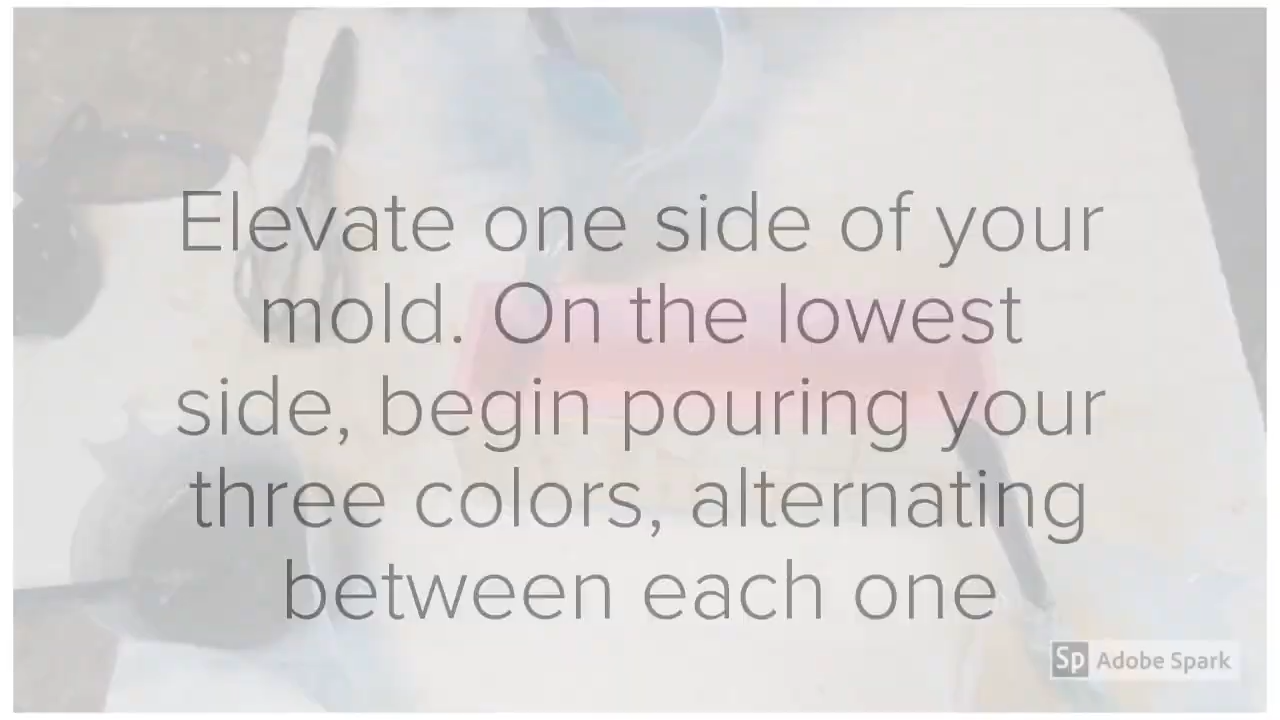 Elevate one side of your
mold. On the lowest
side, begin pouring your
three colors, alternating
between each one
Sp Adobe Spark